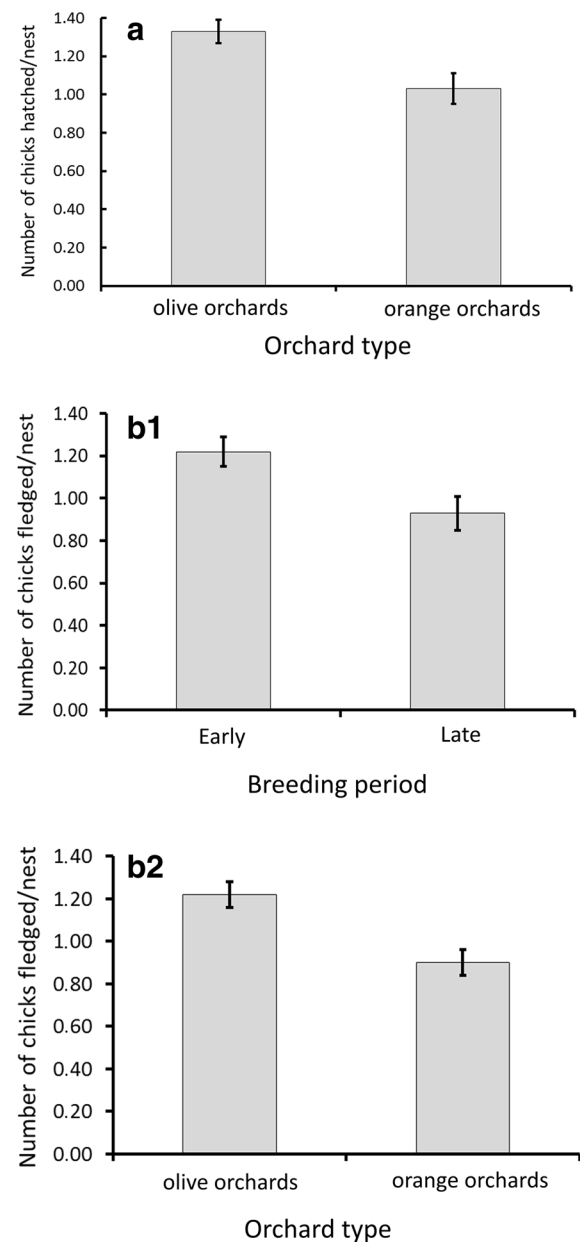 a
Number of chicks hatched/nest
1.40
1.20
1.00
0.80
0.60
0.40
0.20
0.00
olive orchards
orange orchards
Orchard type
b1
Number of chicks fledged/nest
1.40
1.20
1.00
0.80
0.60
0.40
0.20
0.00
Early
Late
Breeding period
b2
Number of chicks fledged/nest
1.40
1.20
1.00
0.80
0.60
0.40
0.20
0.00
olive orchards
orange orchards
Orchard type